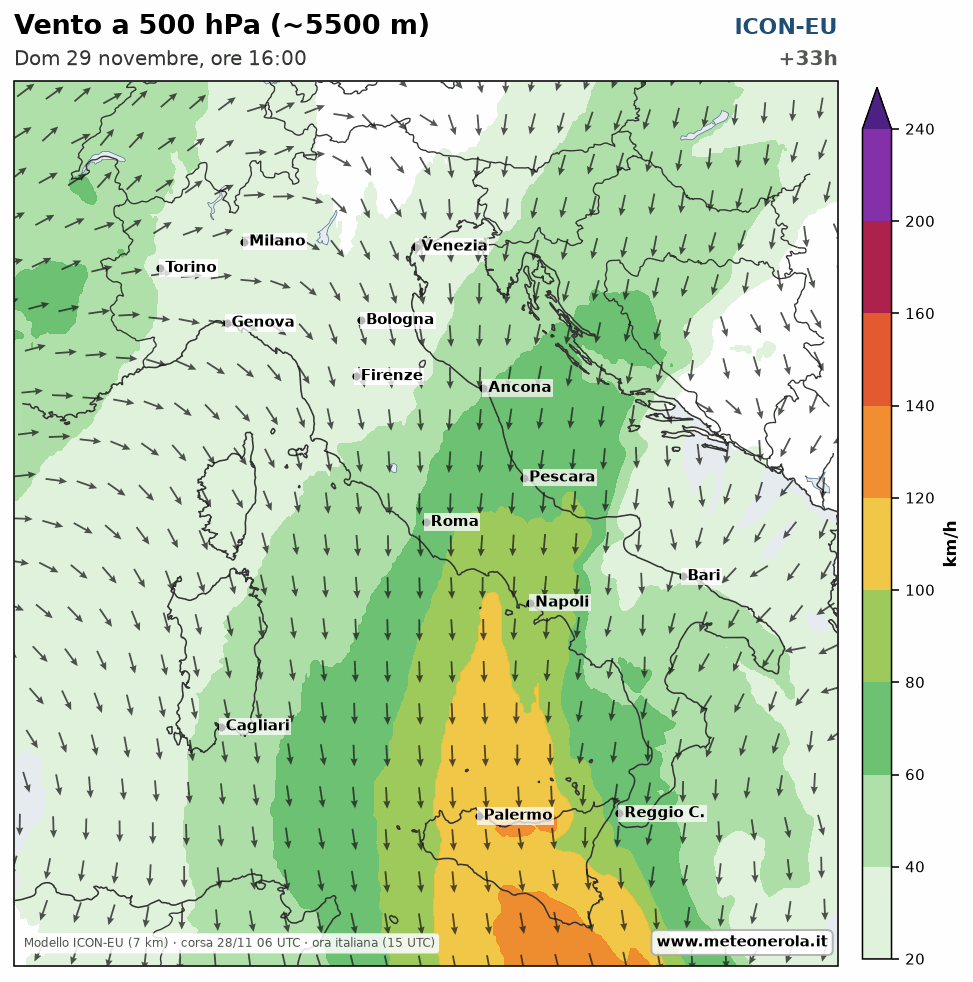 Vento a 500 hPa (~5500 m)
ICON-EU
Dom 29 novembre, ore 16:00
+33h
240
200
160
140
120
100
80
60
40
20
km/h
Milano
Venezia
Torino
Genova
Bologna
Firenze
Ancona
Pescara
Roma
Bari
Napoli
Cagliari
Palermo
Reggio C.
Modello ICON-EU (7 km) · corsa 28/11 06 UTC · ora italiana (15 UTC)
www.meteonerola.it